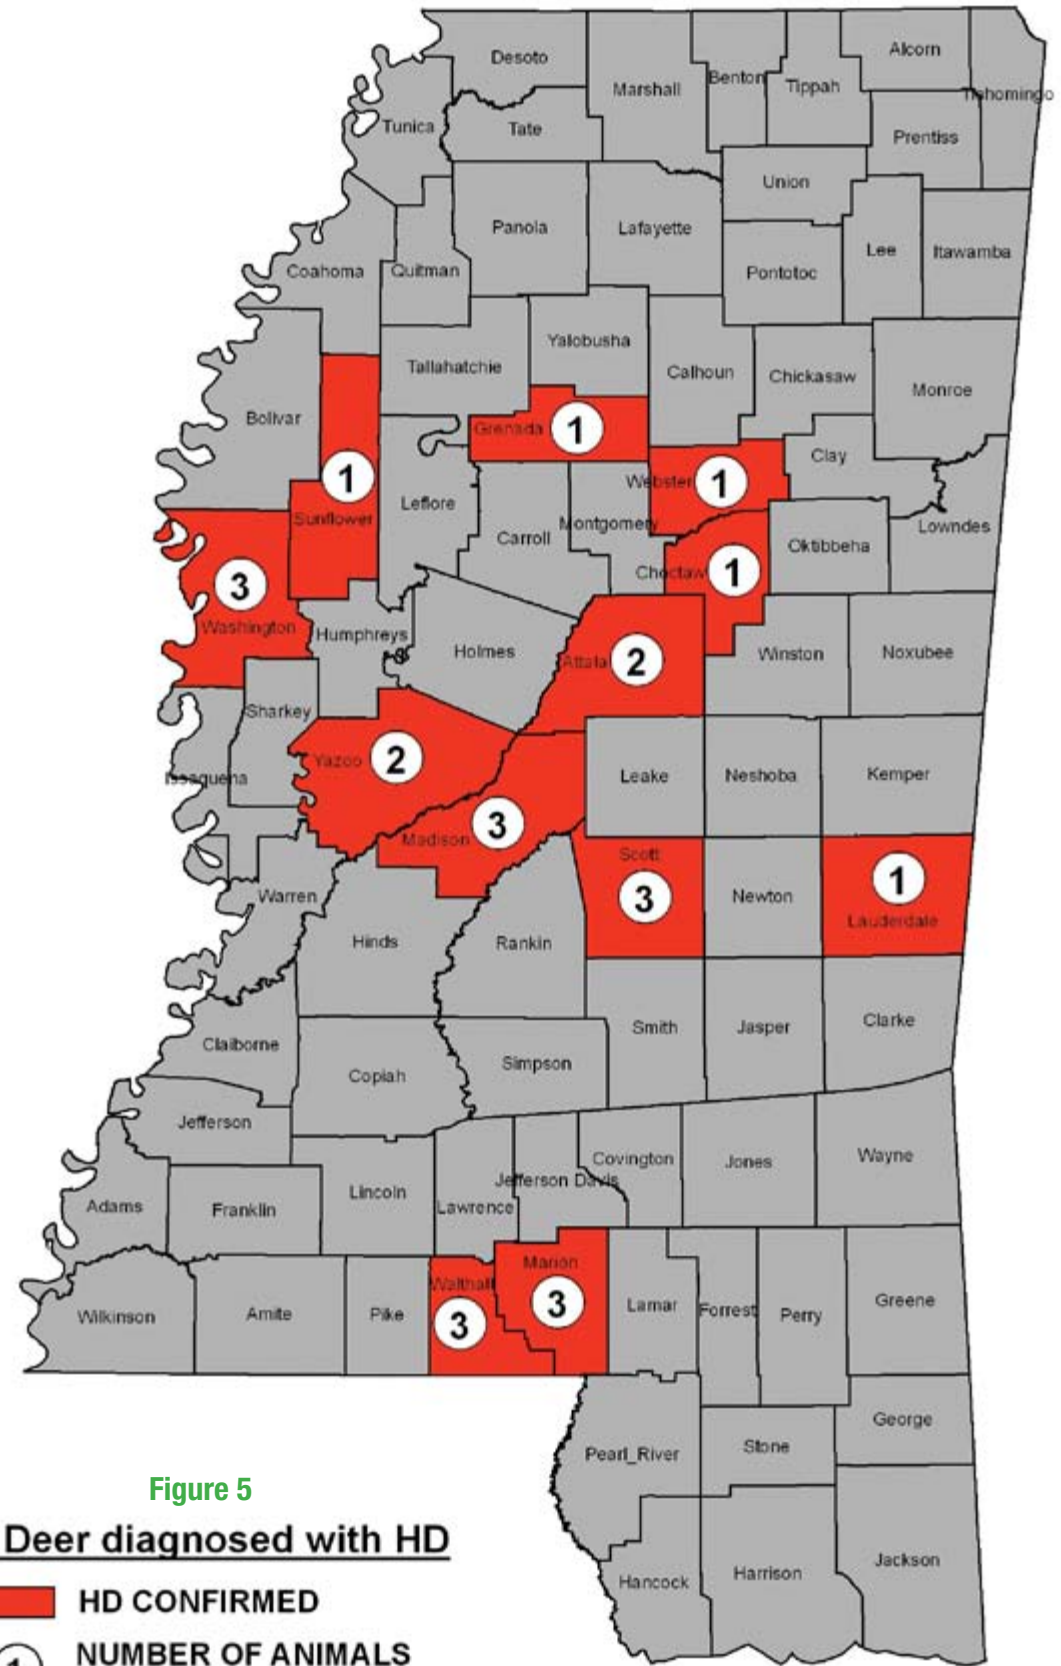 Desoto
Marshall
Benton
Tippah
Alcorn
Tishomingo
Tunica
Tate
Prentiss
Union
Panola
Lafayette
Lee
Itawamba
Coahoma
Quitman
Pontotoc
Yalobusha
Tallahatchie
Calhoun
Chickasaw
Monroe
Bolivar
Grenada
1
Clay
1
Sunflower
Leflore
Webster
1
Montgomery
Carroll
Lowndes
Oktibbeha
Choctaw
1
3
Washington
Humphreys
Holmes
Attala
2
Winston
Noxubee
Sharkey
Issaquena
Yazoo
2
Leake
Neshoba
Kemper
Madison
3
Scott
3
Newton
1
Lauderdale
Warren
Hinds
Rankin
Smith
Jasper
Clarke
Claiborne
Copiah
Simpson
Jefferson
Covington
Jones
Wayne
Jefferson Davis
Adams
Franklin
Lincoln
Lawrence
Marion
3
Walthall
3
Wilkinson
Amite
Pike
Lamar
Forrest
Perry
Greene
George
Pearl_River
Stone
Hancock
Harrison
Jackson
Figure 5
Deer diagnosed with HD
HD CONFIRMED
1 NUMBER OF ANIMALS